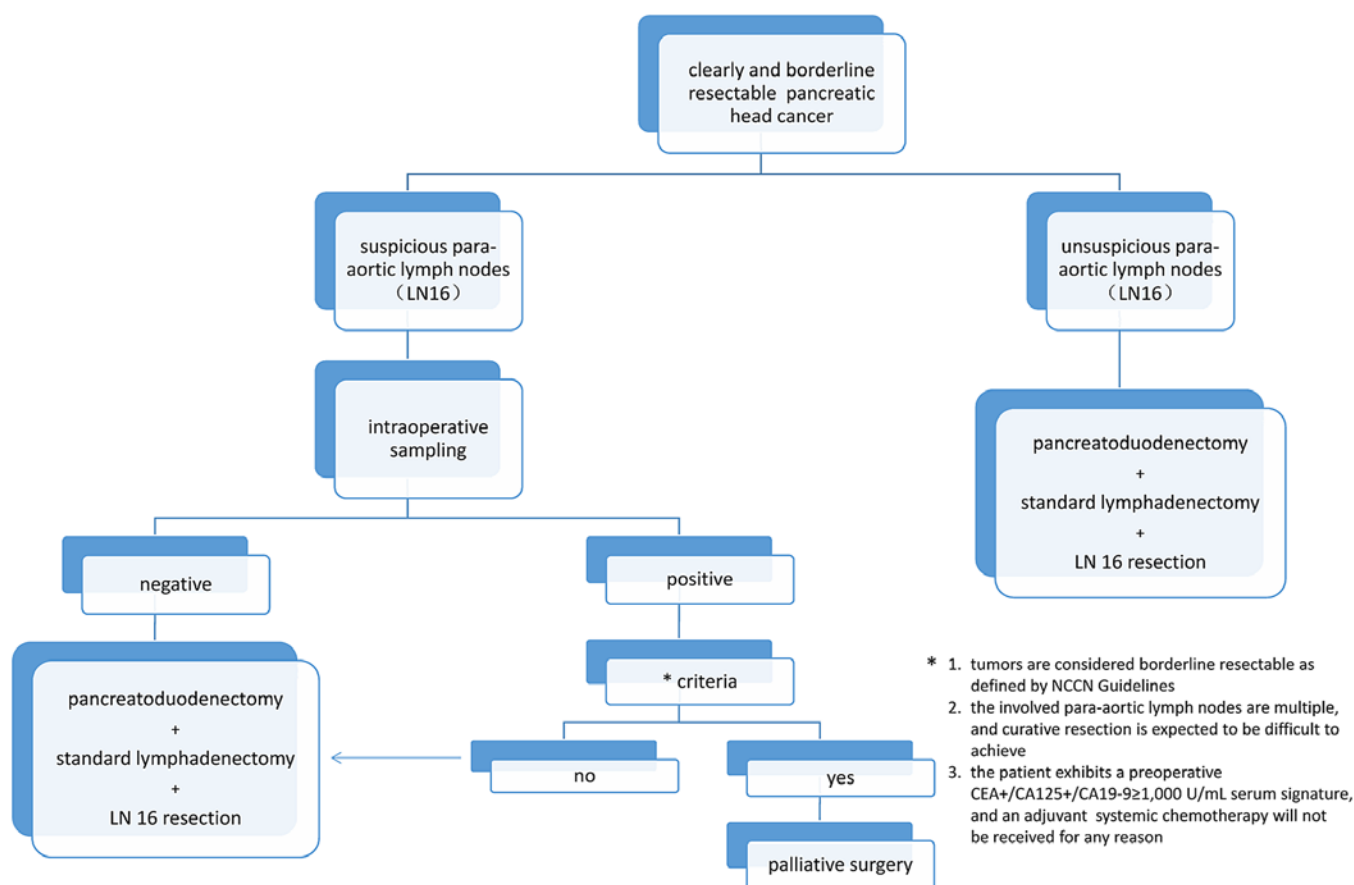 clearly and borderline
resectable pancreatic
head cancer
suspicious para-
aortic lymph nodes
（LN16）
unsuspicious para-
aortic lymph nodes
（LN16）
intraoperative
sampling
pancreatoduodenectomy
+
standard lymphadenectomy
+
LN 16 resection
negative
positive
pancreatoduodenectomy
+
standard lymphadenectomy
+
LN 16 resection
* criteria
no
yes
palliative surgery
* 1. tumors are considered borderline resectable as
defined by NCCN Guidelines
2. the involved para-aortic lymph nodes are multiple,
and curative resection is expected to be difficult to
achieve
3. the patient exhibits a preoperative
CEA+/CA125+/CA19-9≥1,000 U/mL serum signature,
and an adjuvant systemic chemotherapy will not
be received for any reason